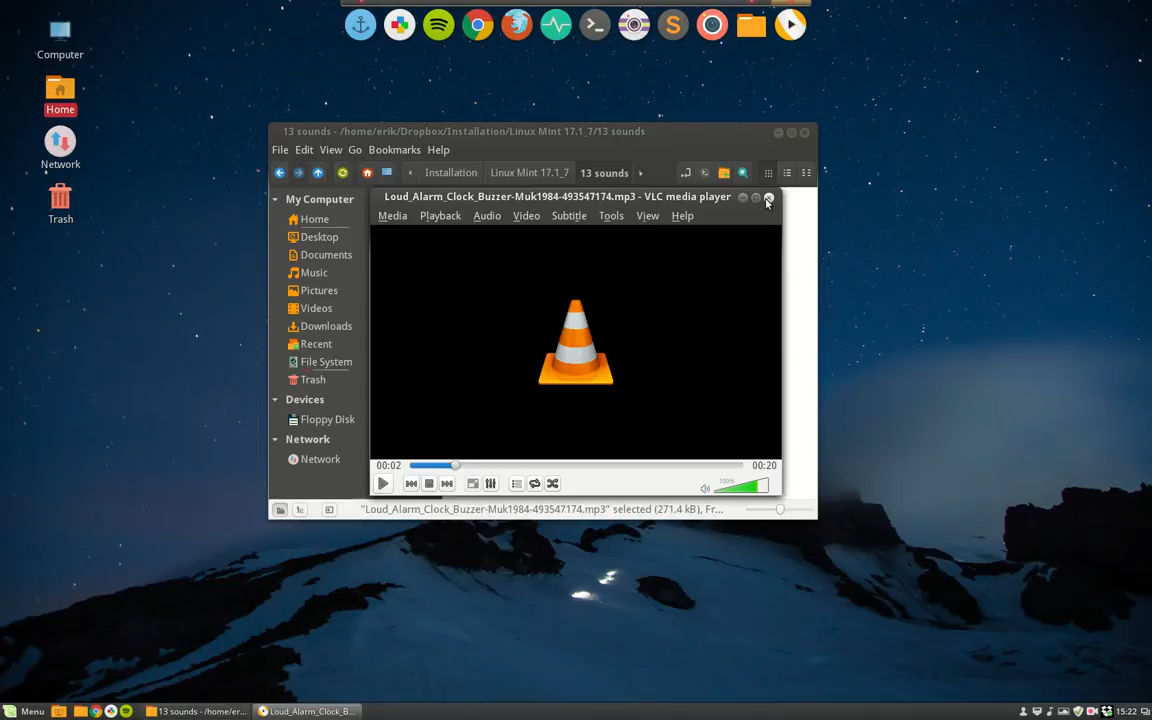 Computer
Home
Network
Trash
13 sounds - /home/erik/Dropbox/Installation/Linux Mint 17.1_7/13 sounds
File Edit View Go Bookmarks Help
Installation Linux Mint 17.1_7 13 sounds
My Computer
Home
Desktop
Documents
Music
Pictures
Videos
Downloads
Recent
File System
Trash
Devices
Floppy Disk
Network
Network
Loud_Alarm_Clock_Buzzer-Muk1984-493547174.mp3 - VLC media player
Media Playback Audio Video Subtitle Tools View Help
00:02 00:20
100%
"Loud_Alarm_Clock_Buzzer-Muk1984-493547174.mp3" selected (271.4 kB), Fr...
Menu 13 sounds - /home/er... Loud_Alarm_Clock_B... 15:22